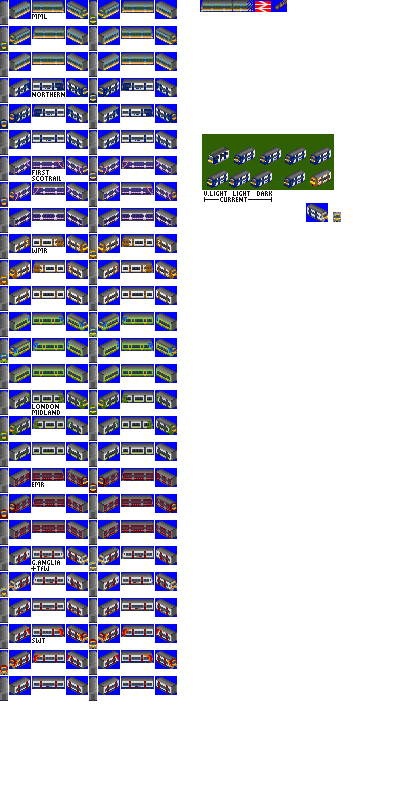 MML
NORTHERN
FIRST
SCOTRAIL
WMR
LONDON
MIDLAND
EMR
G.ANGLIA
+TFW
SWT
V.LIGHT LIGHT DARK
CURRENT